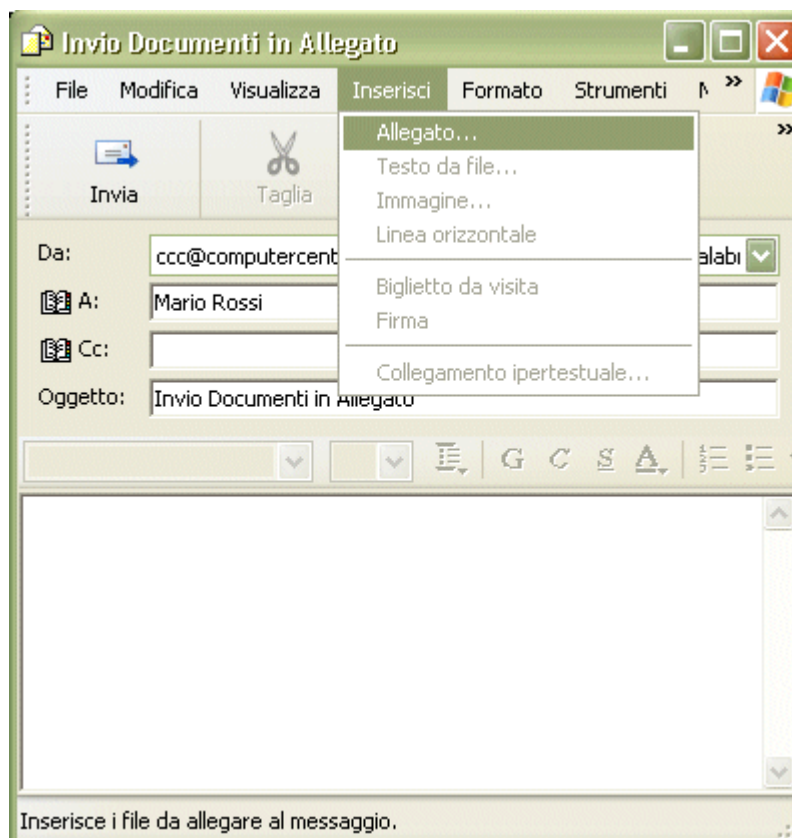 Invio Documenti in Allegato
File Modifica Visualizza Inserisci Formato Strumenti »
Invia Taglia »
Allegato...
Testo da file...
Immagine...
Linea orizzontale
Biglietto da visita
Firma
Collegamento ipertestuale...
Da: ccc@computercent
A: Mario Rossi
Cc:
Oggetto: Invio Documenti in Allegato
G C S A
Inserisce i file da allegare al messaggio.